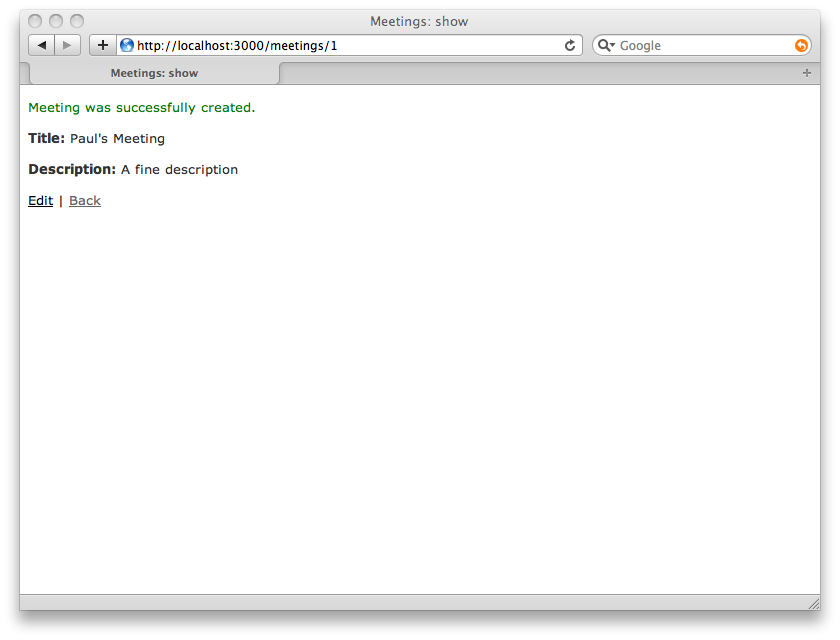 Meetings: show
http://localhost:3000/meetings/1
Google
Meetings: show
Meeting was successfully created.
Title: Paul's Meeting
Description: A fine description
Edit | Back